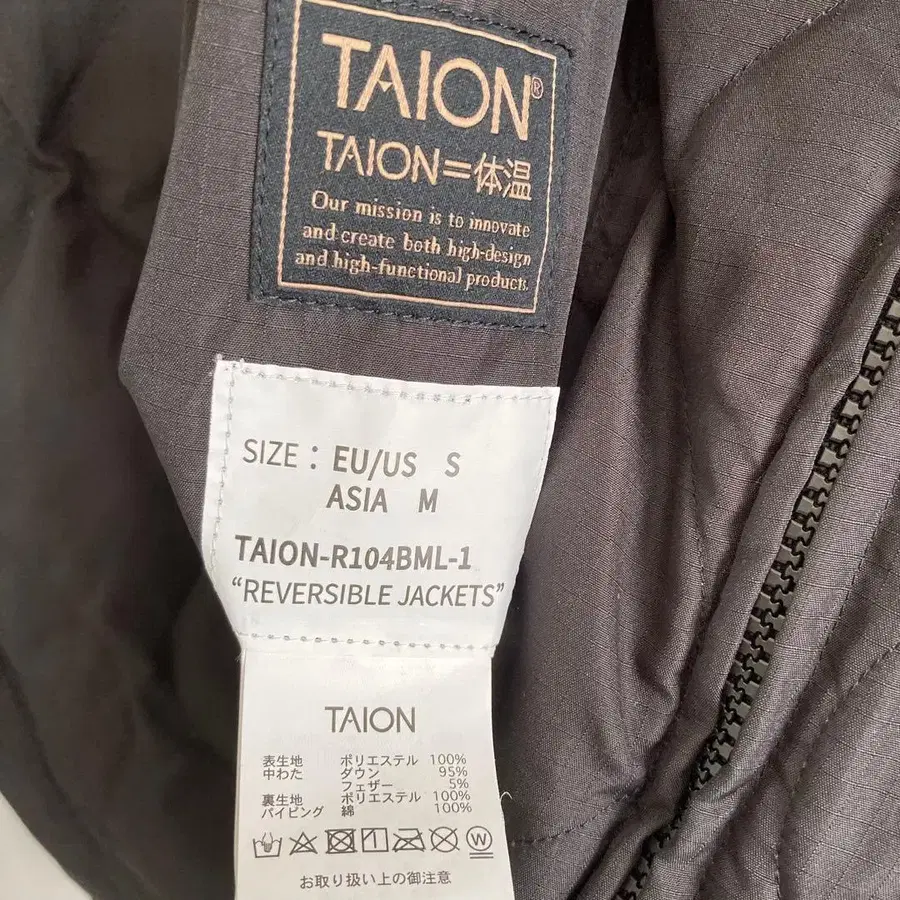 TAION®
TAION=体温
Our mission is to innovate
and create both high-design
and high-functional products.
SIZE : EU/US S
ASIA M
TAION-R104BML-1
“REVERSIBLE JACKETS”
TAION
表生地 ポリエステル 100%
中わた ダウン 95%
フェザー 5%
裏生地 ポリエステル 100%
パイピング 綿 100%
W
お取り扱い上の御注意